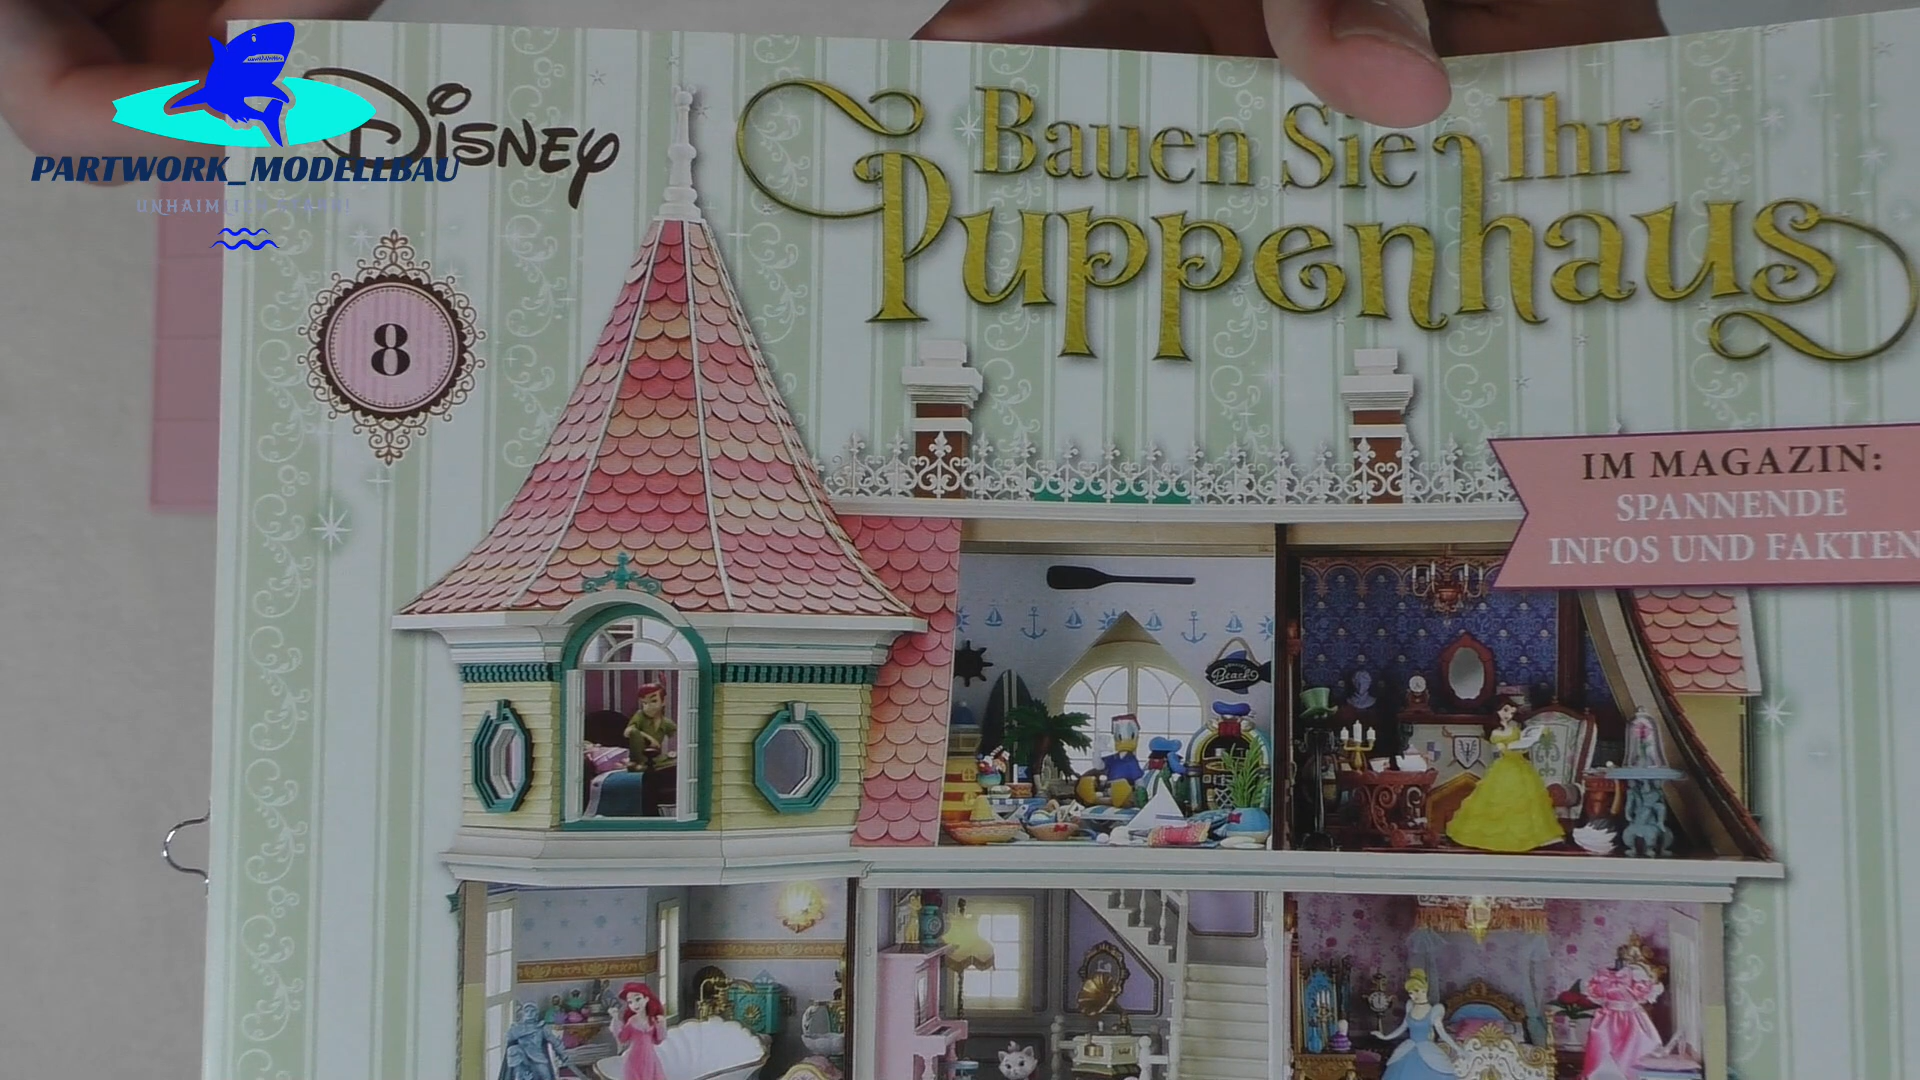 DISNEY
PARTWORK_MODELLBAU
8
Bauen Sie Ihr
Puppenhaus
IM MAGAZIN:
SPANNENDE
INFOS UND FAKTEN
Beach